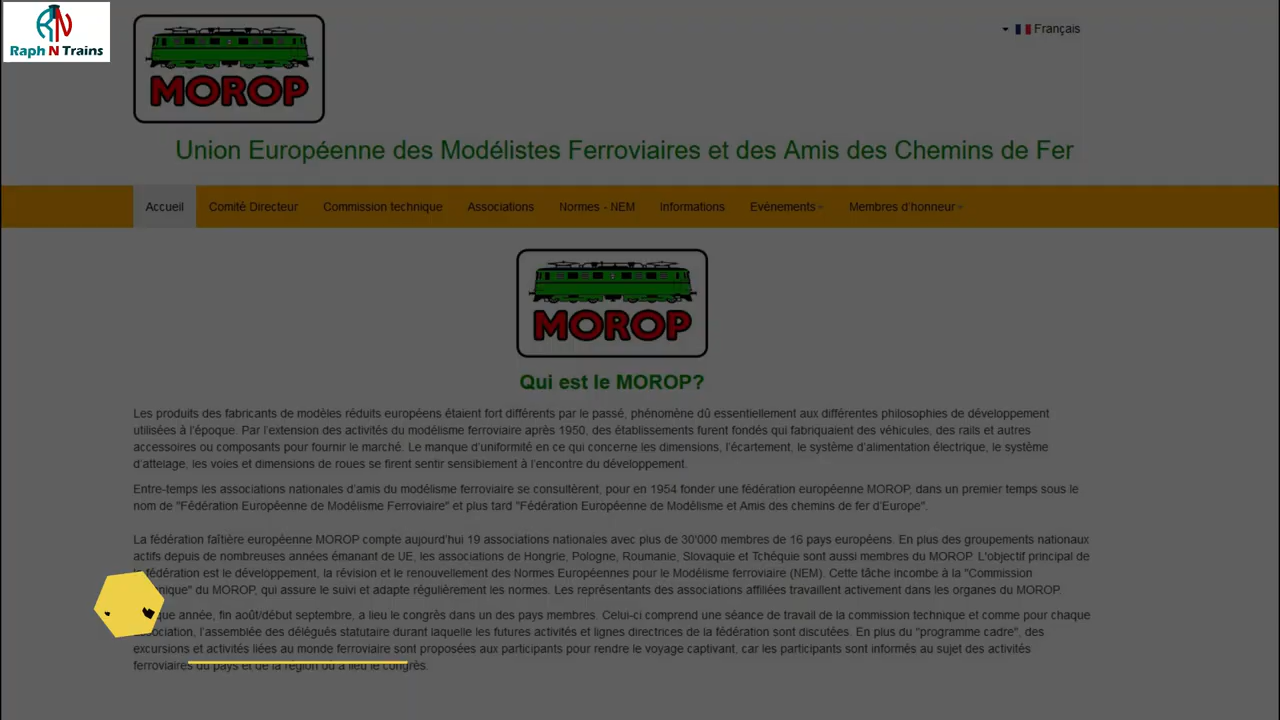 Raph N Trains
MOROP
Français
Union Européenne des Modélistes Ferroviaires et des Amis des Chemins de Fer
Accueil Comité Directeur Commission technique Associations Normes - NEM Informations Evénements Membres d'honneur
MOROP
Qui est le MOROP?
Les produits des fabricants de modèles réduits européens étaient fort différents par le passé, phénomène dû essentiellement aux différentes philosophies de développement
utilisées à l'époque. Par l'extension des activités du modélisme ferroviaire après 1950, des établissements furent fondés qui fabriquaient des véhicules, des rails et autres
accessoires ou composants pour fournir le marché. Le manque d'uniformité en ce qui concerne les dimensions, l'écartement, le système d'alimentation électrique, le système
d'attelage, les voies et dimensions de roues se firent sentir sensiblement à l'encontre du développement.
Entre-temps les associations nationales d'amis du modélisme ferroviaire se consultèrent, pour en 1954 fonder une fédération européenne MOROP, dans un premier temps sous le
nom de "Fédération Européenne de Modélisme Ferroviaire" et plus tard "Fédération Européenne de Modélisme et Amis des chemins de fer d'Europe".
La fédération faîtière européenne MOROP compte aujourd'hui 19 associations nationales avec plus de 30'000 membres de 16 pays européens. En plus des groupements nationaux
actifs depuis de nombreuses années émanant de UE, les associations de Hongrie, Pologne, Roumanie, Slovaquie et Tchéquie sont aussi membres du MOROP. L'objectif principal de
la fédération est le développement, la révision et le renouvellement des Normes Européennes pour le Modélisme ferroviaire (NEM). Cette tâche incombe à la "Commission
nique" du MOROP, qui assure le suivi et adapte régulièrement les normes. Les représentants des associations affiliées travaillent activement dans les organes du MOROP.
que année, fin août/début septembre, a lieu le congrès dans un des pays membres. Celui-ci comprend une séance de travail de la commission technique et comme pour chaque
sociation, l'assemblée des délégués statutaire durant laquelle les futures activités et lignes directrices de la fédération sont discutées. En plus du "programme cadre", des
excursions et activités liées au monde ferroviaire sont proposées aux participants pour rendre le voyage captivant, car les participants sont informés au sujet des activités
ferroviaires du pays et de la région où a lieu le congrès.